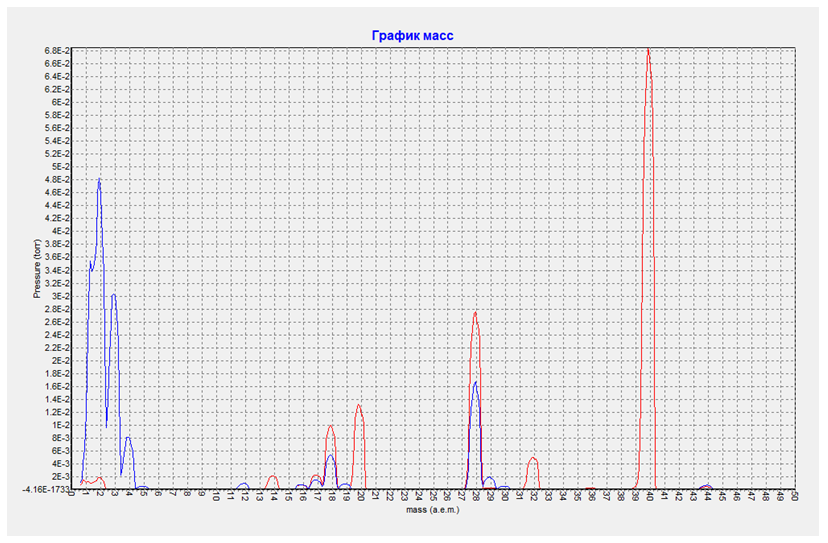 График масс
6.8E-2
6.6E-2
6.4E-2
6.2E-2
6E-2
5.8E-2
5.6E-2
5.4E-2
5.2E-2
5E-2
4.8E-2
4.6E-2
4.4E-2
4.2E-2
4E-2
3.8E-2
3.6E-2
3.4E-2
3.2E-2
3E-2
2.8E-2
2.6E-2
2.4E-2
2.2E-2
2E-2
1.8E-2
1.6E-2
1.4E-2
1.2E-2
1E-2
8E-3
6E-3
4E-3
2E-3
-4.16E-1733
Pressure (torr)
0 1 2 3 4 5 6 7 8 9 10 11 12 13 14 15 16 17 18 19 20 21 22 23 24 25 26 27 28 29 30 31 32 33 34 35 36 37 38 39 40 41 42 43 44 45 46 47 48 49 50
mass (a.e.m.)